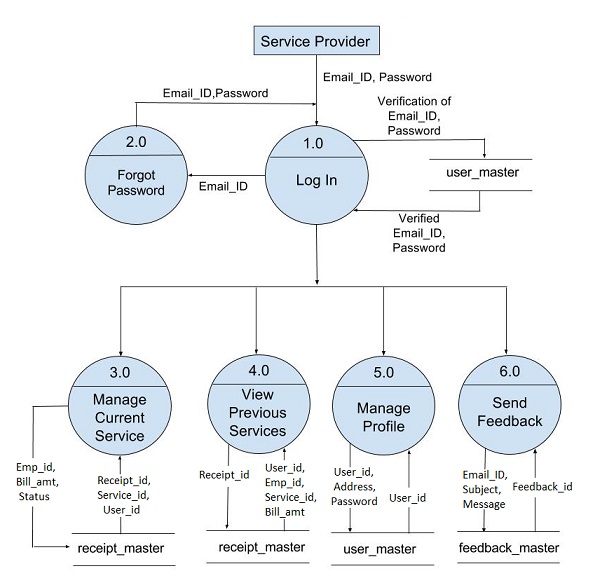 Service Provider
Email_ID, Password
Email_ID,Password
Verification of
Email_ID,
Password
2.0
Forgot
Password
1.0
Log In
Email_ID
user_master
Verified
Email_ID,
Password
3.0
Manage
Current
Service
4.0
View
Previous
Services
5.0
Manage
Profile
6.0
Send
Feedback
Emp_id,
Bill_amt,
Status
Receipt_id,
Service_id,
User_id
Receipt_id
User_id,
Emp_id,
Service_id,
Bill_amt
User_id,
Address,
Password
User_id
Email_ID,
Subject,
Message
Feedback_id
receipt_master
receipt_master
user_master
feedback_master